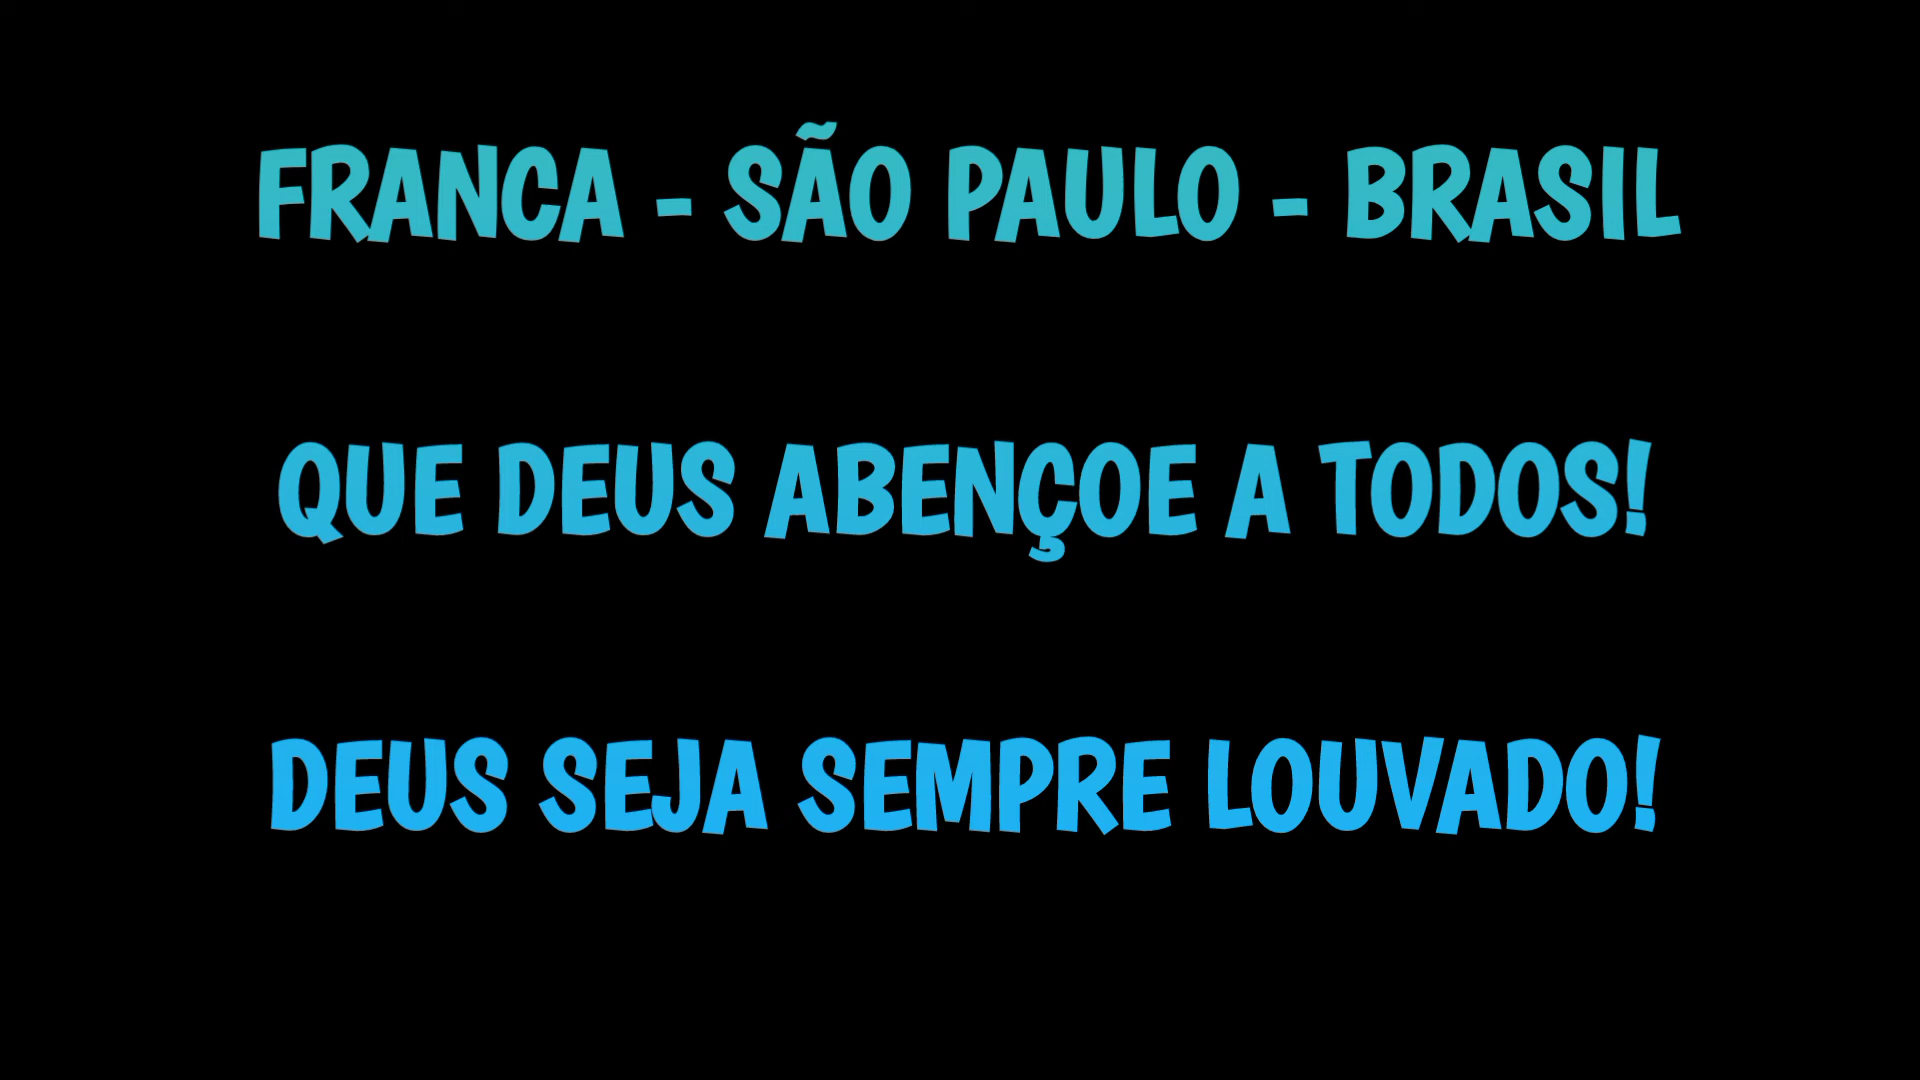 FRANCA - SÃO PAULO - BRASIL
QUE DEUS ABENÇOE A TODOS!
DEUS SEJA SEMPRE LOUVADO!